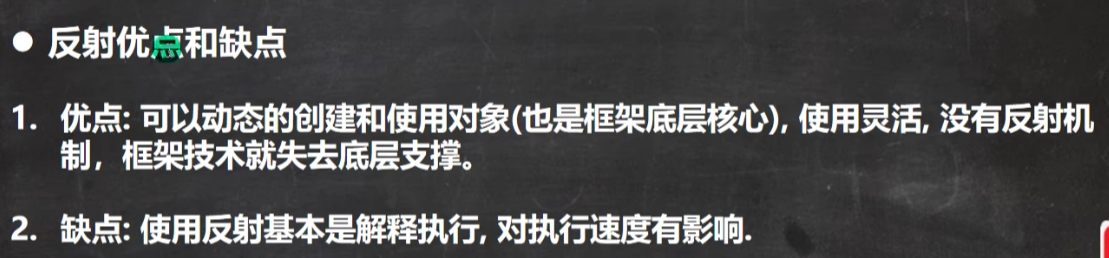 ● 反射优点和缺点
1. 优点: 可以动态的创建和使用对象(也是框架底层核心), 使用灵活, 没有反射机
制，框架技术就失去底层支撑。
2. 缺点: 使用反射基本是解释执行, 对执行速度有影响.